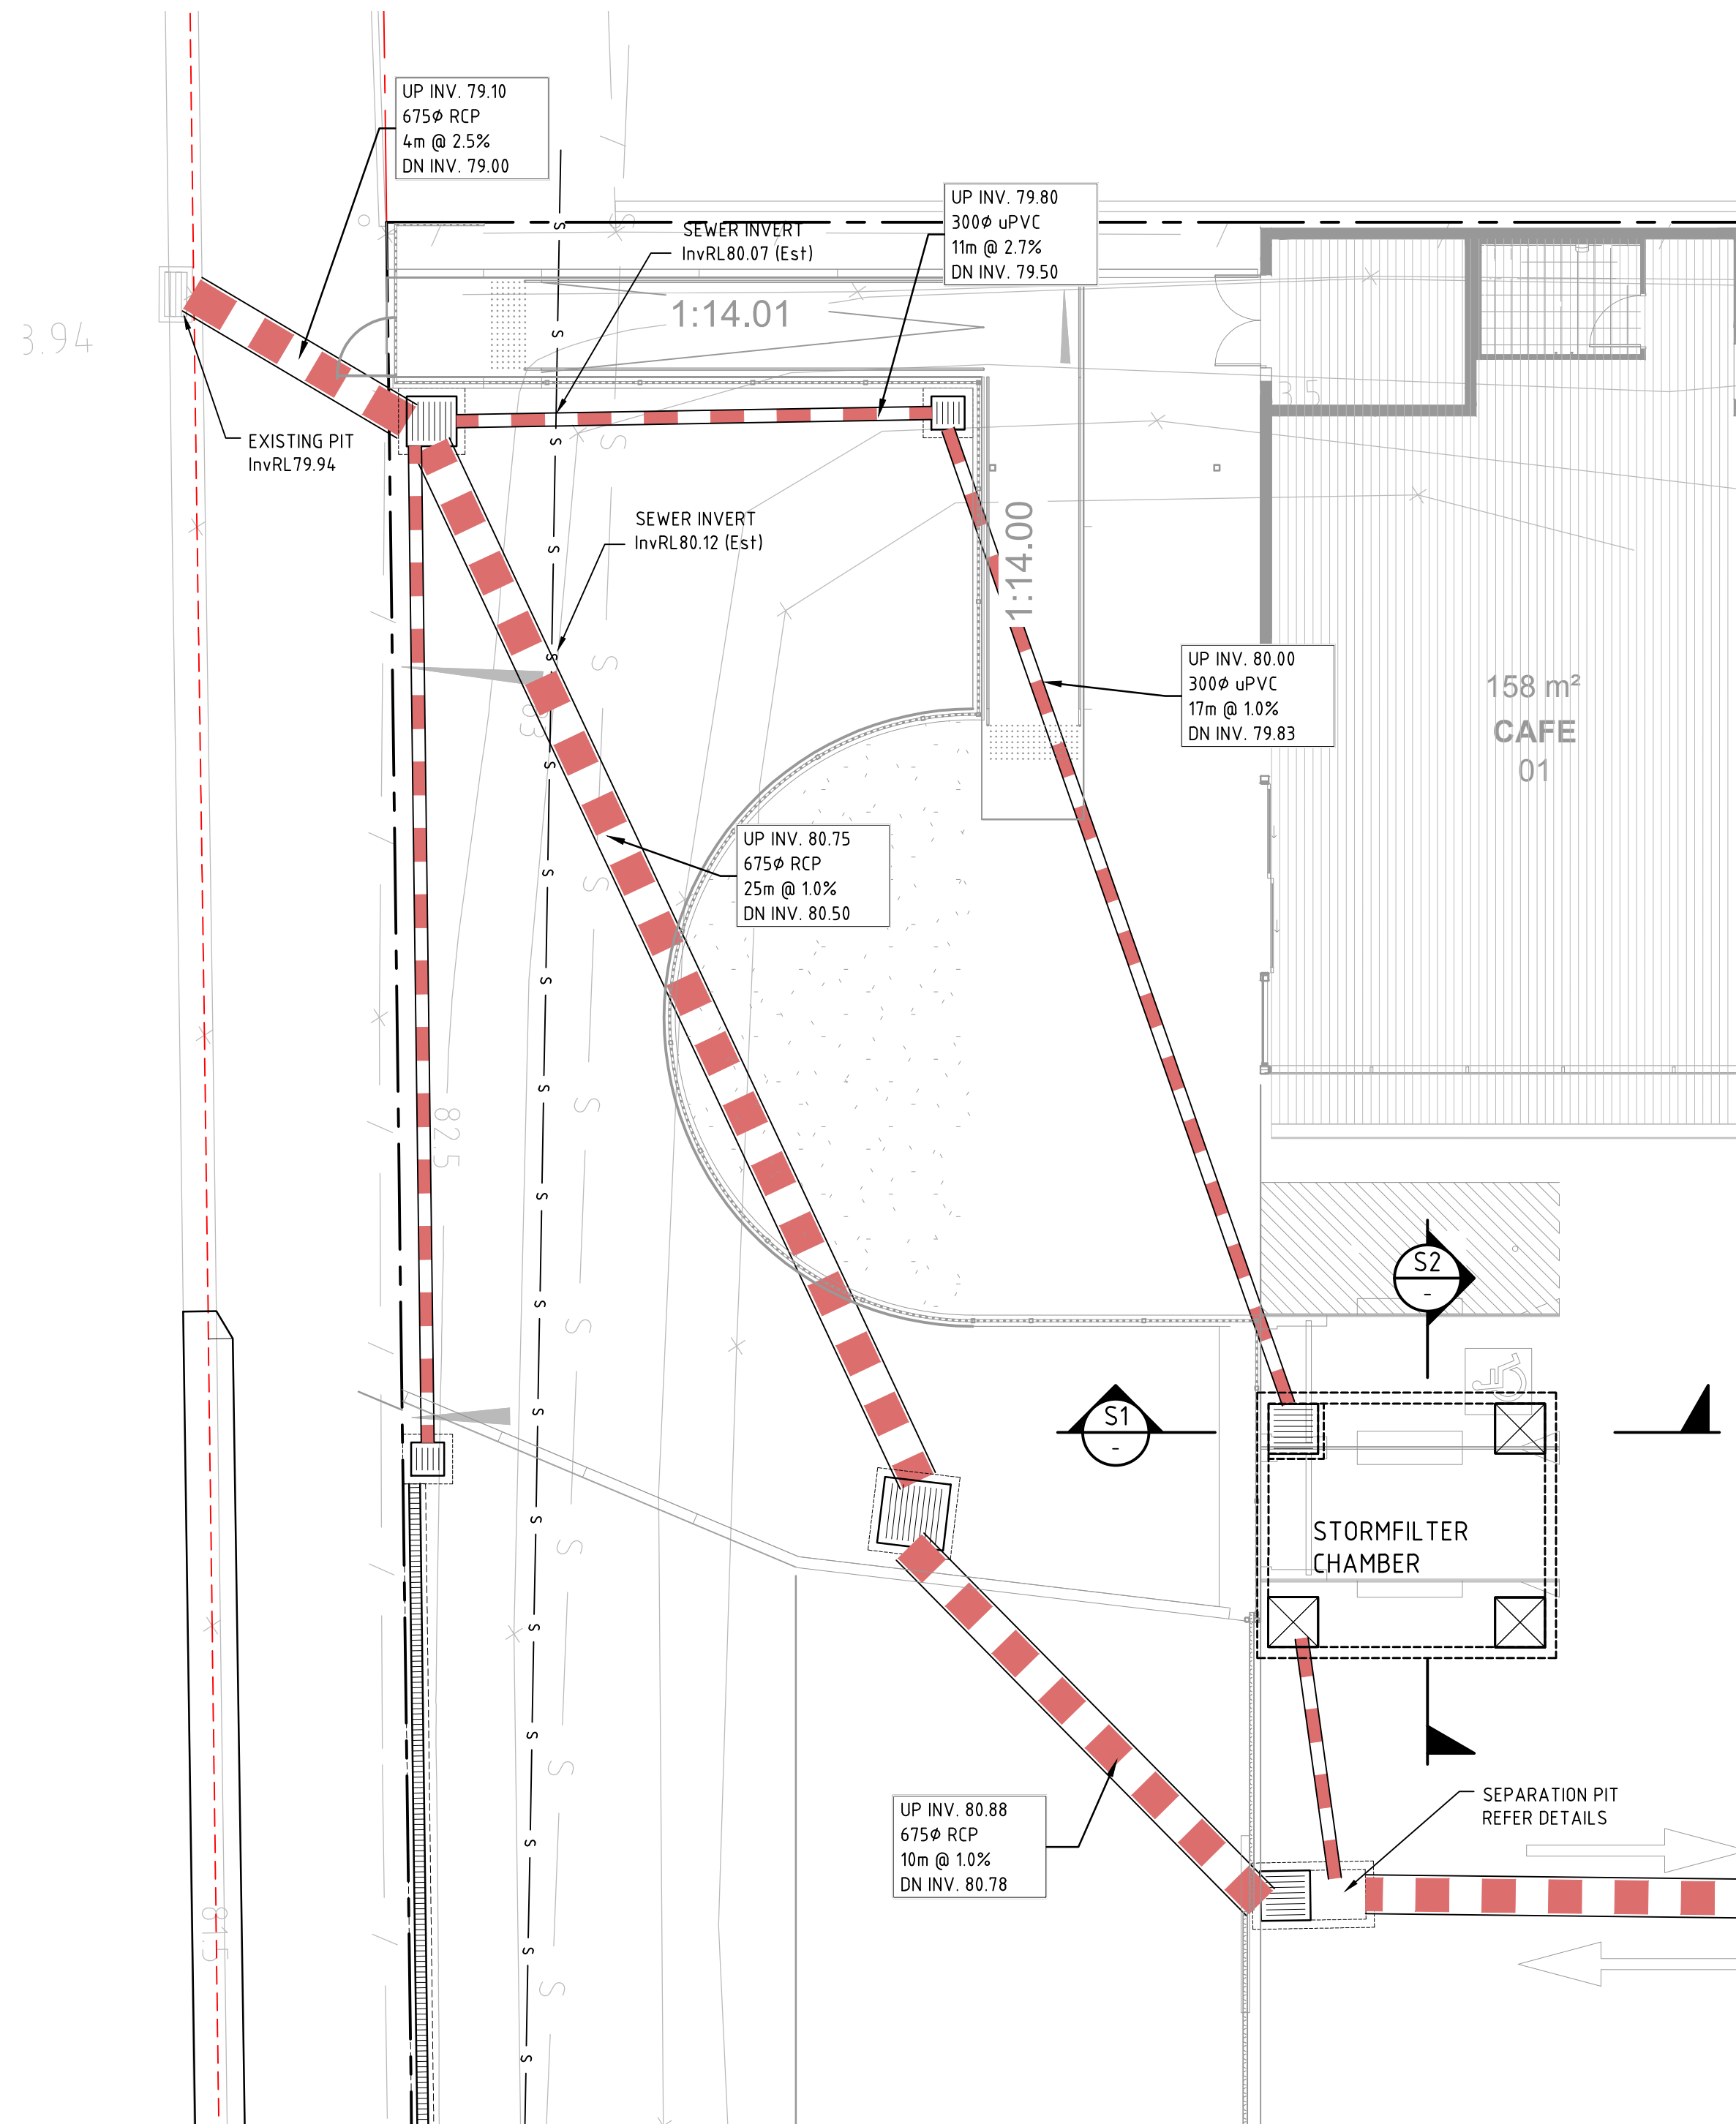 UP INV. 79.10
675Ø RCP
4m @ 2.5%
DN INV. 79.00
UP INV. 79.80
300Ø uPVC
11m @ 2.7%
DN INV. 79.50
SEWER INVERT
InvRL80.07 (Est)
1:14.01
3.94
EXISTING PIT
InvRL79.94
SEWER INVERT
InvRL80.12 (Est)
1:14.00
UP INV. 80.00
300Ø uPVC
17m @ 1.0%
DN INV. 79.83
158 m²
CAFE
01
UP INV. 80.75
675Ø RCP
25m @ 1.0%
DN INV. 80.50
82.5
S2
-
S1
-
STORMFILTER
CHAMBER
UP INV. 80.88
675Ø RCP
10m @ 1.0%
DN INV. 80.78
SEPARATION PIT
REFER DETAILS
81.5